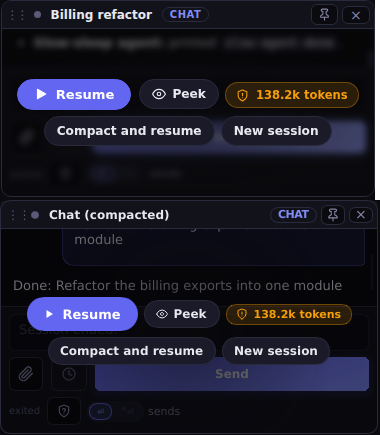 Billing refactor CHAT
Resume Peek 138.2k tokens
Compact and resume New session
Chat (compacted) CHAT
module
Done: Refactor the billing exports into one module
Resume Peek 138.2k tokens
Compact and resume New session
Send
exited all sends